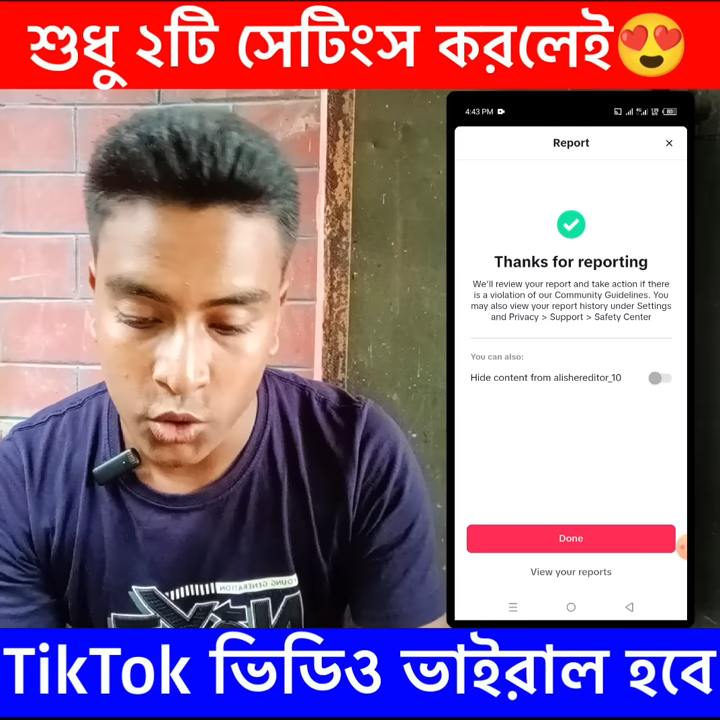 শুধু ২টি সেটিংস করলেই😍
4:43 PM
Report
Thanks for reporting
We'll review your report and take action if there
is a violation of our Community Guidelines. You
may also view your report history under Settings
and Privacy > Support > Safety Center
You can also:
Hide content from alishereditor_10
Done
View your reports
YOUNG GENERATION
TikTok ভিডিও ভাইরাল হবে